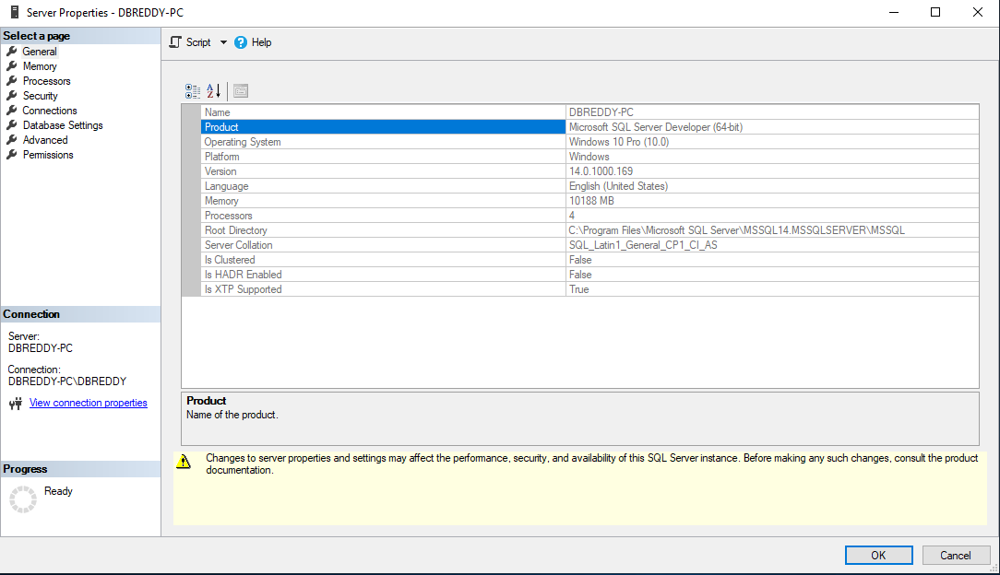 Server Properties - DBREDDY-PC
Select a page
General
Memory
Processors
Security
Connections
Database Settings
Advanced
Permissions
Connection
Server:
DBREDDY-PC
Connection:
DBREDDY-PC\DBREDDY
View connection properties
Progress
Ready
Script
Help
Name DBREDDY-PC
Product Microsoft SQL Server Developer (64-bit)
Operating System Windows 10 Pro (10.0)
Platform Windows
Version 14.0.1000.169
Language English (United States)
Memory 10188 MB
Processors 4
Root Directory C:\Program Files\Microsoft SQL Server\MSSQL14.MSSQLSERVER\MSSQL
Server Collation SQL_Latin1_General_CP1_CI_AS
Is Clustered False
Is HADR Enabled False
Is XTP Supported True
Product
Name of the product.
Changes to server properties and settings may affect the performance, security, and availability of this SQL Server instance. Before making any such changes, consult the product
documentation.
OK
Cancel